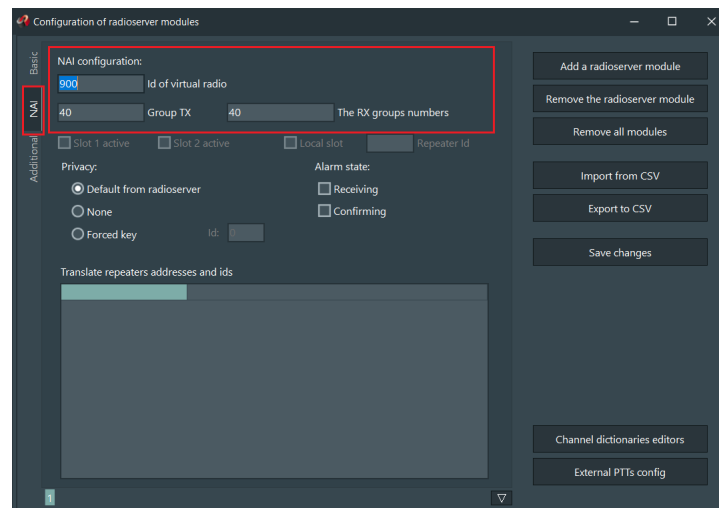 Configuration of radioserver modules
Basic
NAI
Additional
NAI configuration:
900 Id of virtual radio
40 Group TX 40 The RX groups numbers
Slot 1 active Slot 2 active Local slot Repeater Id
Privacy: Alarm state:
Default from radioserver Receiving
None Confirming
Forced key Id: 0
Translate repeaters addresses and ids
1
Add a radioserver module
Remove the radioserver module
Remove all modules
Import from CSV
Export to CSV
Save changes
Channel dictionaries editors
External PTTs config